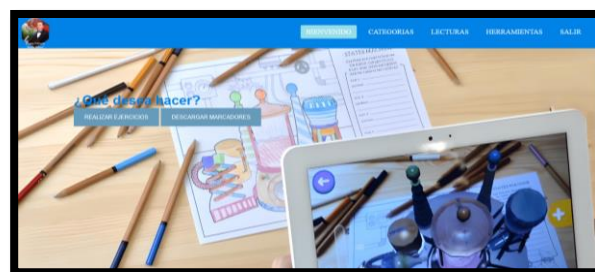 BIENVENIDO CATEGORIAS LECTURAS HERRAMIENTAS SALIR
¿Qué desea hacer?
REALIZAR EJERCICIOS DESCARGAR MARCADORES